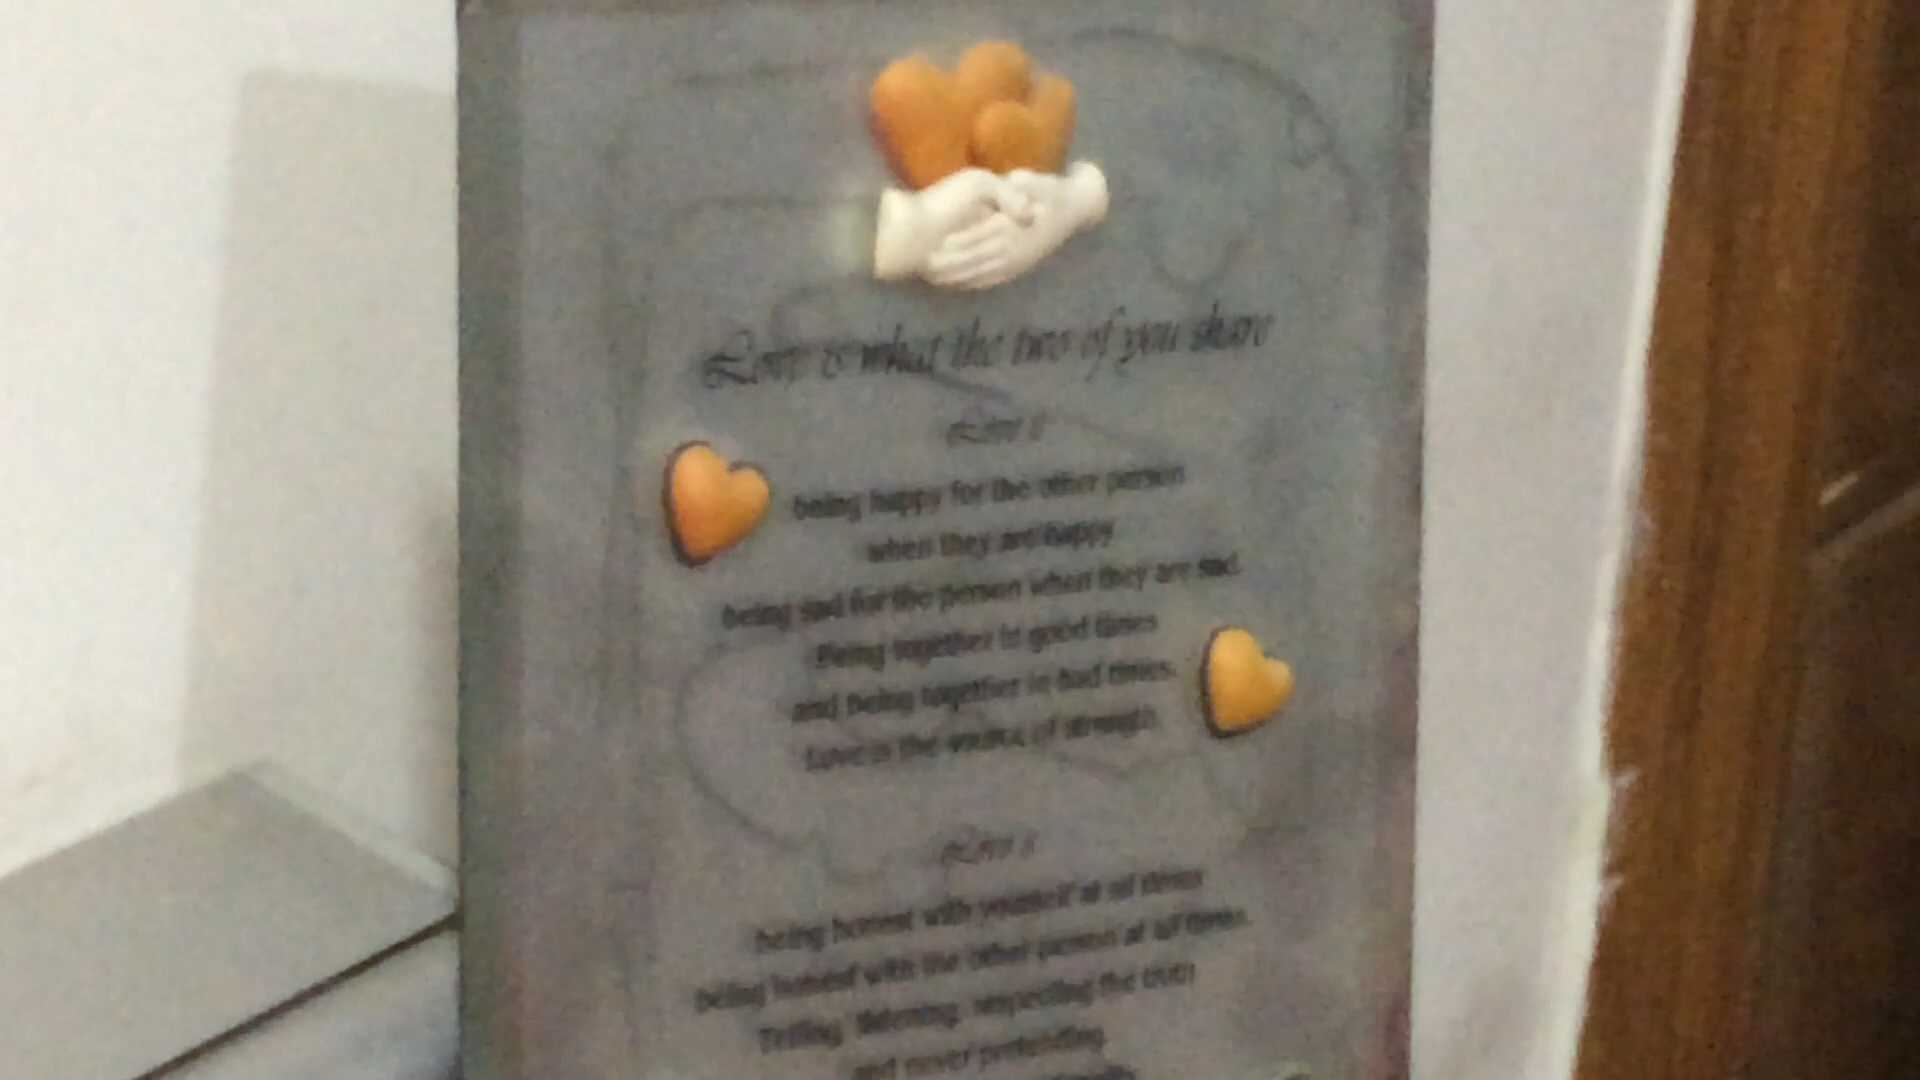 Love is what the two of you share
Love is
being happy for the other person
when they are happy
being sad for the person when they are sad.
Being together in good times
and being together in bad times.
Love is the source of strength.
Love is
being honest with yourself at all times
being honest with the other person at all times.
Telling, listening, respecting the truth
and never pretending.